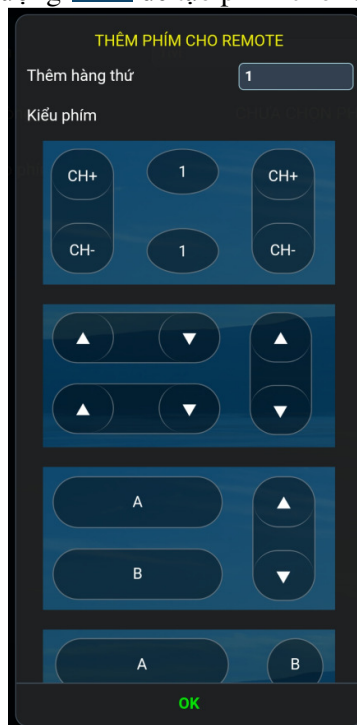 THÊM PHÍM CHO REMOTE
Thêm hàng thứ 1
Kiểu phím
CH+ 1 CH+
CH- 1 CH-
A
B
A B
OK